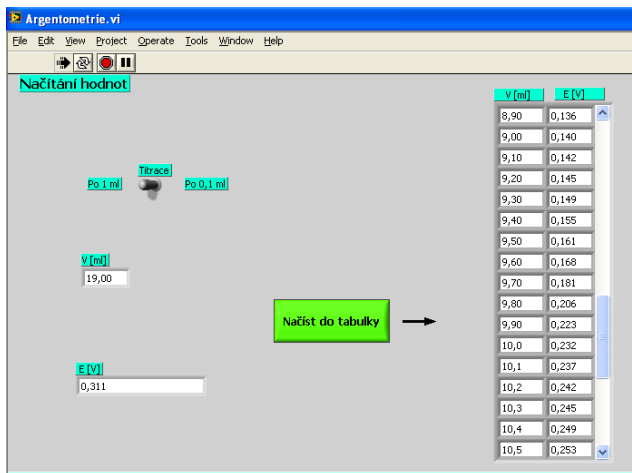 Argentometrie.vi
File Edit View Project Operate Tools Window Help
Načítání hodnot
Titrace
Po 1 ml Po 0,1 ml
V [ml]
19,00
Načíst do tabulky
E [V]
0,311
V [ml] E [V]
8,90 0,136
9,00 0,140
9,10 0,142
9,20 0,145
9,30 0,149
9,40 0,155
9,50 0,161
9,60 0,168
9,70 0,181
9,80 0,206
9,90 0,223
10,0 0,232
10,1 0,237
10,2 0,242
10,3 0,245
10,4 0,249
10,5 0,253